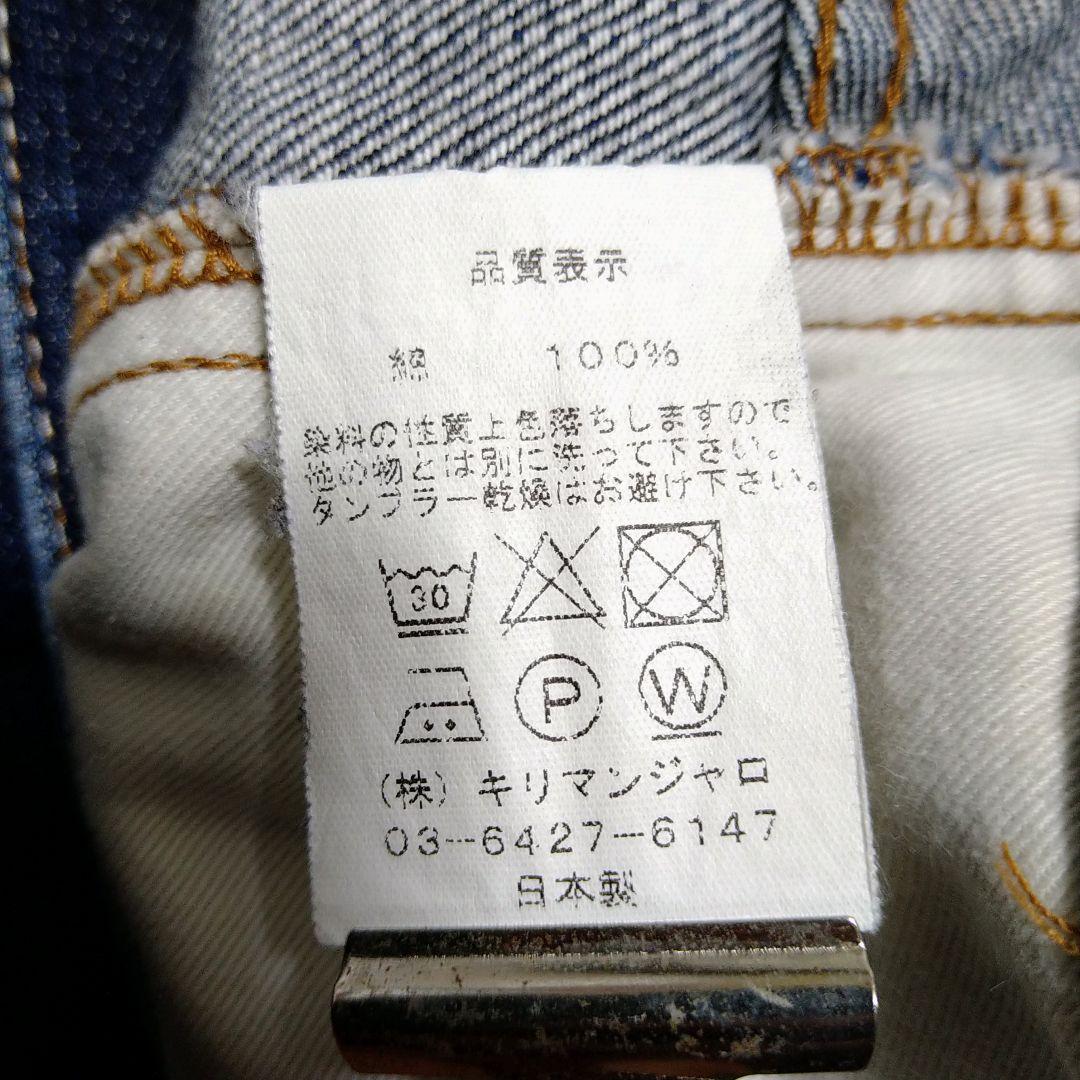 品質表示
綿 100%
染料の性質上色落ちしますので
他の物とは別に洗って下さい。
タンブラー乾燥はお避け下さい。
30
P
W
(株) キリマンジャロ
03-6427-6147
日本製